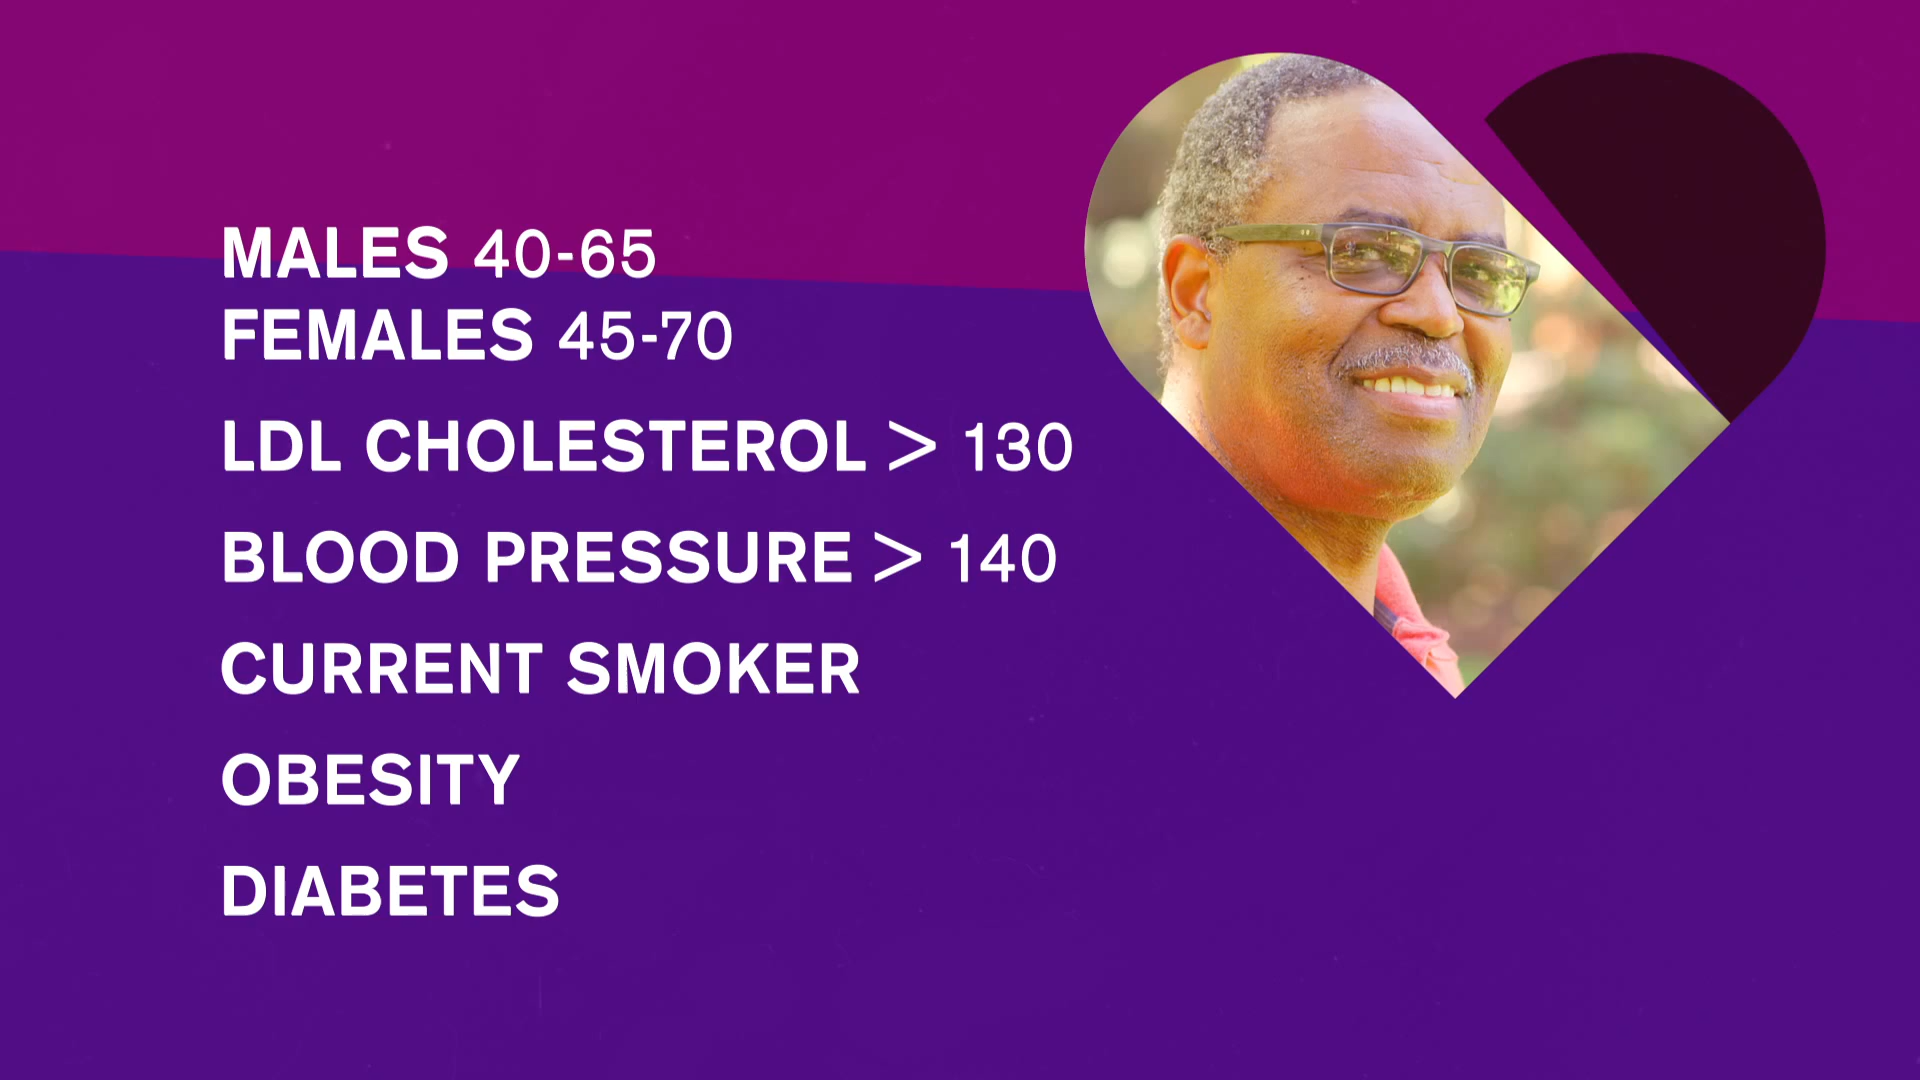 MALES 40-65
FEMALES 45-70
LDL CHOLESTEROL > 130
BLOOD PRESSURE > 140
CURRENT SMOKER
OBESITY
DIABETES